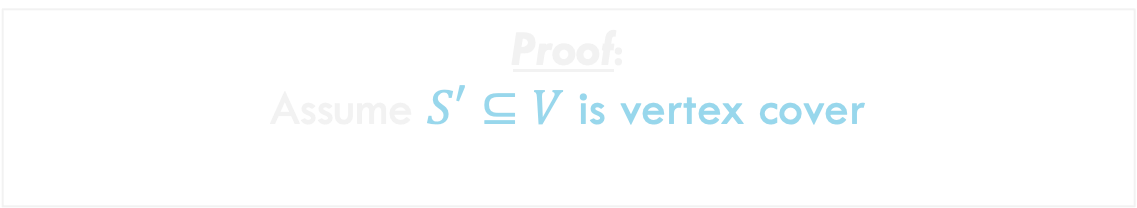 Proof:
Assume S′ ⊆ V is vertex cover